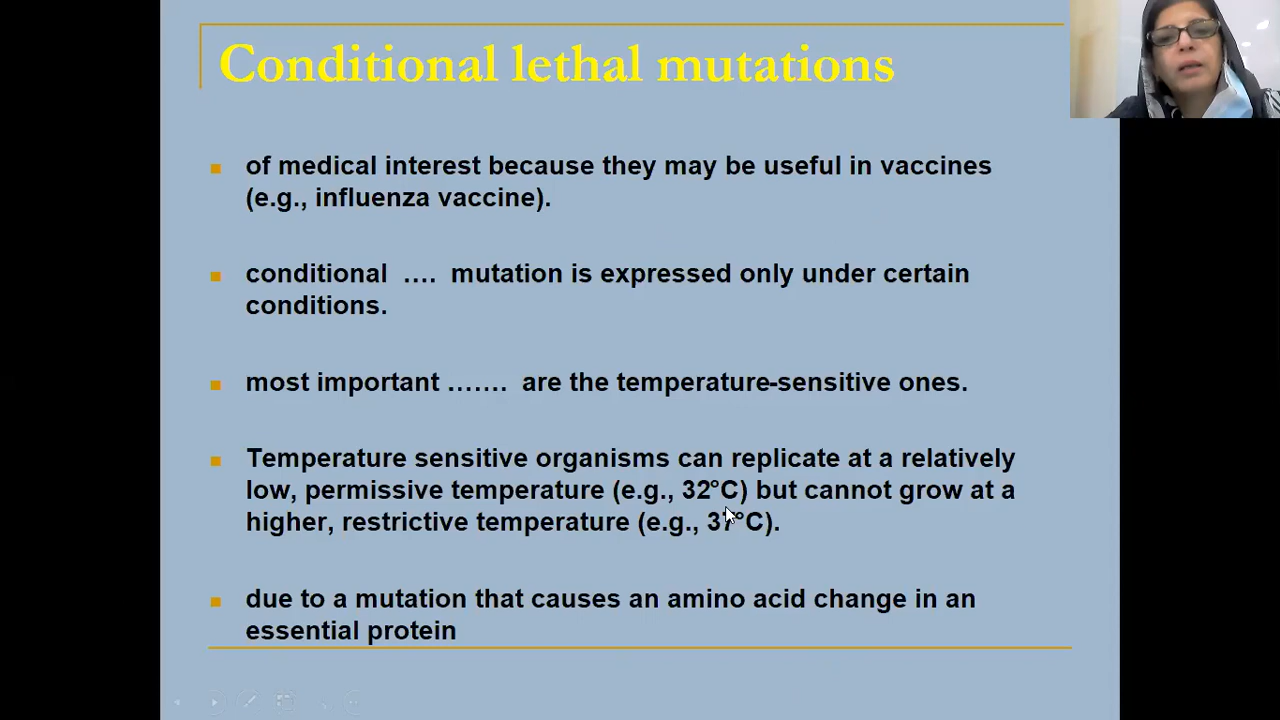 Conditional lethal mutations
of medical interest because they may be useful in vaccines
(e.g., influenza vaccine).
conditional …. mutation is expressed only under certain
conditions.
most important ……. are the temperature-sensitive ones.
Temperature sensitive organisms can replicate at a relatively
low, permissive temperature (e.g., 32°C) but cannot grow at a
higher, restrictive temperature (e.g., 37°C).
due to a mutation that causes an amino acid change in an
essential protein